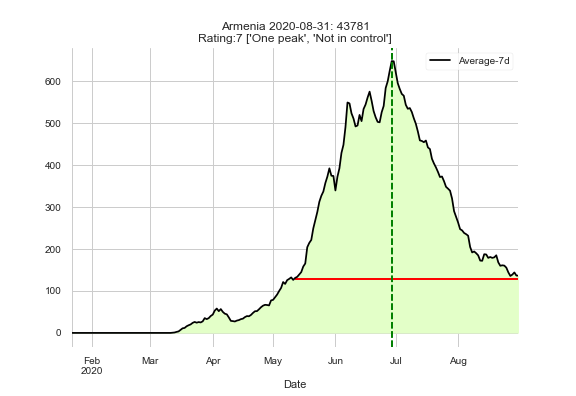 Armenia 2020-08-31: 43781
Rating:7 ['One peak', 'Not in control']
Average-7d
600
500
400
300
200
100
0
Feb
2020
Mar
Apr
May
Jun
Jul
Aug
Date